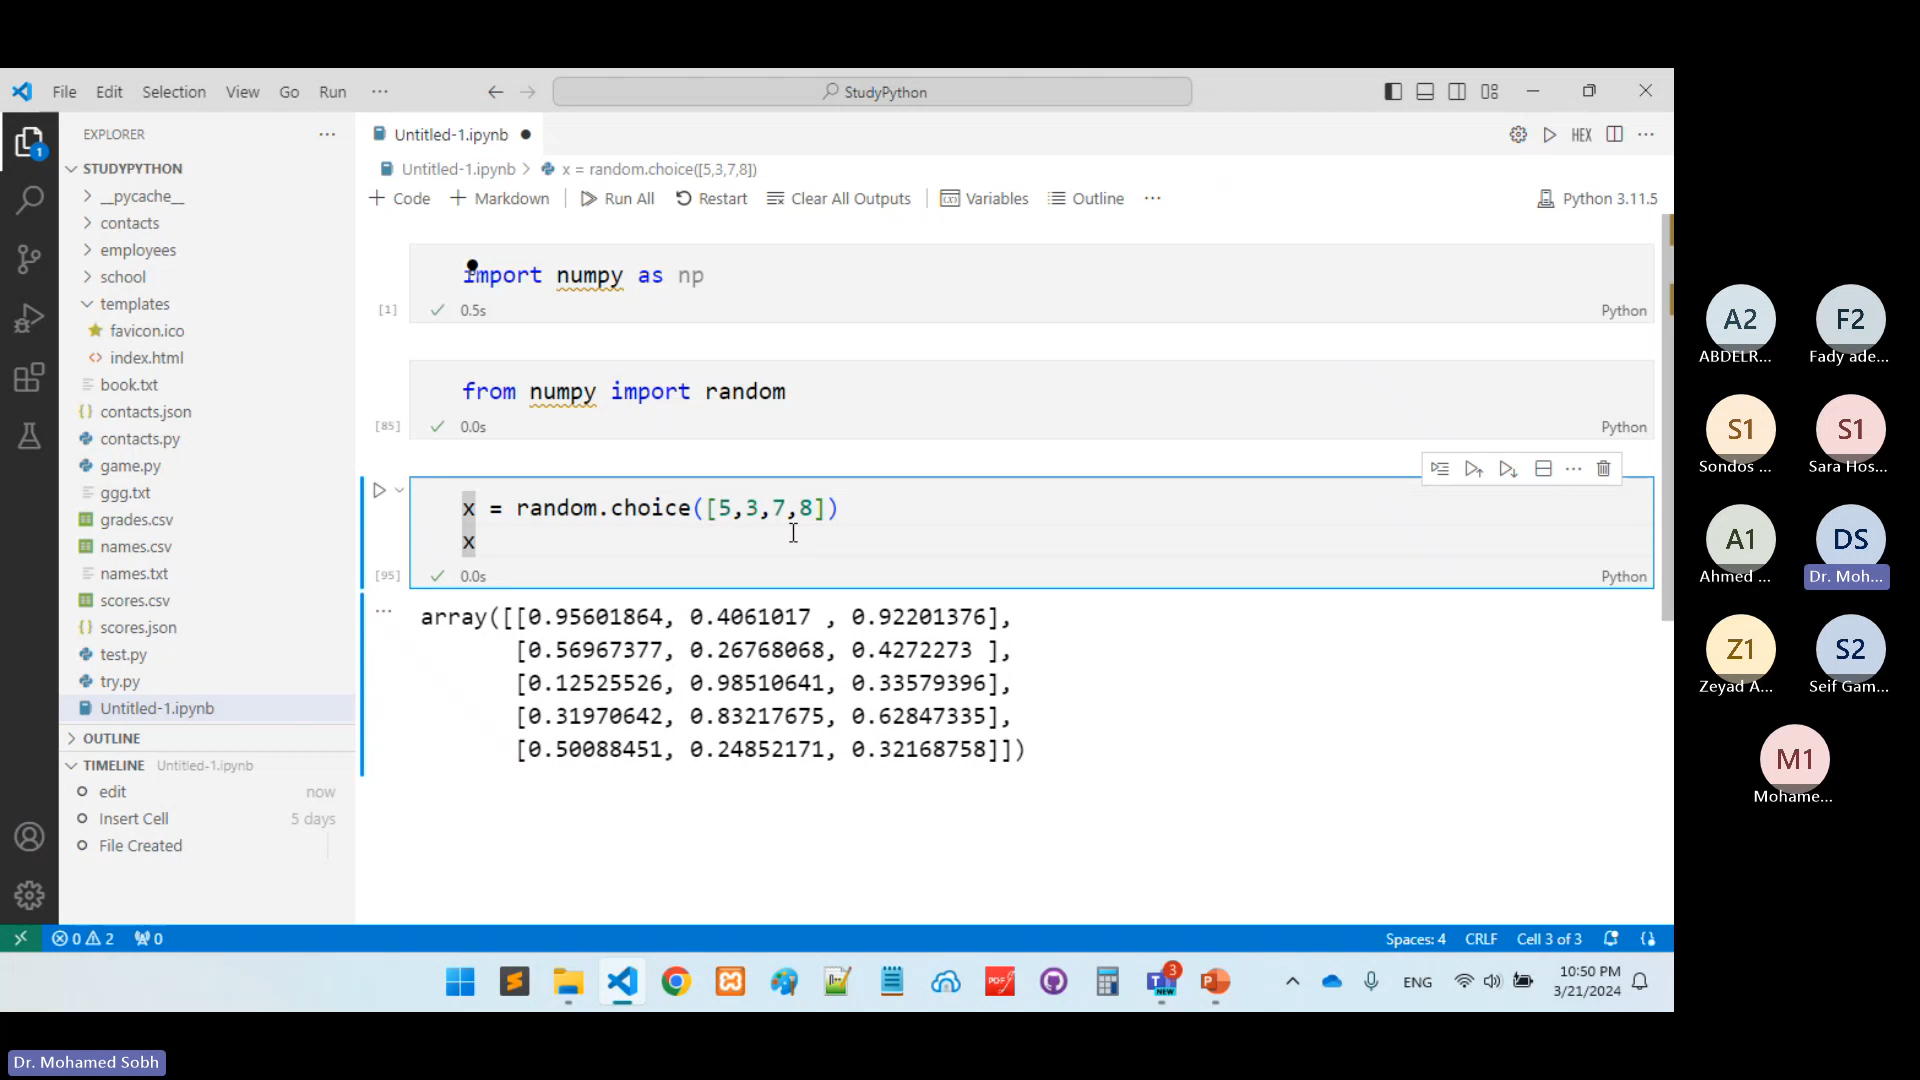 File Edit Selection View Go Run ···
StudyPython
EXPLORER ···
STUDYPYTHON
__pycache__
contacts
employees
school
templates
favicon.ico
index.html
book.txt
contacts.json
contacts.py
game.py
ggg.txt
grades.csv
names.csv
names.txt
scores.csv
scores.json
test.py
try.py
Untitled-1.ipynb
OUTLINE
TIMELINE Untitled-1.ipynb
edit now
Insert Cell 5 days
File Created
1
Untitled-1.ipynb
HEX ···
Untitled-1.ipynb > x = random.choice([5,3,7,8])
+ Code + Markdown Run All Restart Clear All Outputs Variables Outline ···
Python 3.11.5
import numpy as np
[1] 0.5s Python
from numpy import random
[85] 0.0s Python
x = random.choice([5,3,7,8])
x
[95] 0.0s Python
array([[0.95601864, 0.4061017 , 0.92201376],
[0.56967377, 0.26768068, 0.4272273 ],
[0.12525526, 0.98510641, 0.33579396],
[0.31970642, 0.83217675, 0.62847335],
[0.50088451, 0.24852171, 0.32168758]])
0 2 0
Spaces: 4 CRLF Cell 3 of 3
PDF T NEW 3 P
ENG
10:50 PM
3/21/2024
A2
ABDELR...
F2
Fady ade...
S1
Sondos ...
S1
Sara Hos...
A1
Ahmed ...
DS
Dr. Moh...
Z1
Zeyad A...
S2
Seif Gam...
M1
Mohame...
Dr. Mohamed Sobh